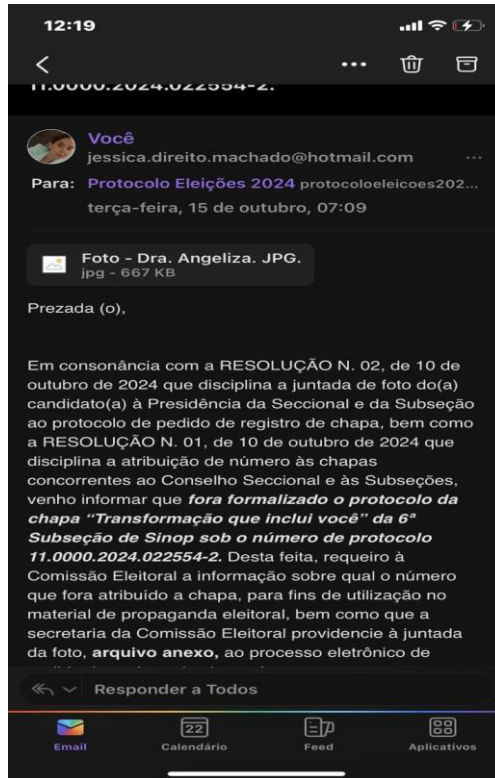 12:19
11.0000.2024.022554-2.
Você
jessica.direito.machado@hotmail.com
Para: Protocolo Eleições 2024 protocoloeleicoes202...
terça-feira, 15 de outubro, 07:09
Foto - Dra. Angeliza. JPG.
jpg - 667 KB
Prezada (o),
Em consonância com a RESOLUÇÃO N. 02, de 10 de
outubro de 2024 que disciplina a juntada de foto do(a)
candidato(a) à Presidência da Seccional e da Subseção
ao protocolo de pedido de registro de chapa, bem como
a RESOLUÇÃO N. 01, de 10 de outubro de 2024 que
disciplina a atribuição de número às chapas
concorrentes ao Conselho Seccional e às Subseções,
venho informar que fora formalizado o protocolo da
chapa “Transformação que inclui você” da 6ª
Subseção de Sinop sob o número de protocolo
11.0000.2024.022554-2. Desta feita, requeiro à
Comissão Eleitoral a informação sobre qual o número
que fora atribuído a chapa, para fins de utilização no
material de propaganda eleitoral, bem como que a
secretaria da Comissão Eleitoral providencie à juntada
da foto, arquivo anexo, ao processo eletrônico de
Responder a Todos
22
Email Calendário Feed Aplicativos